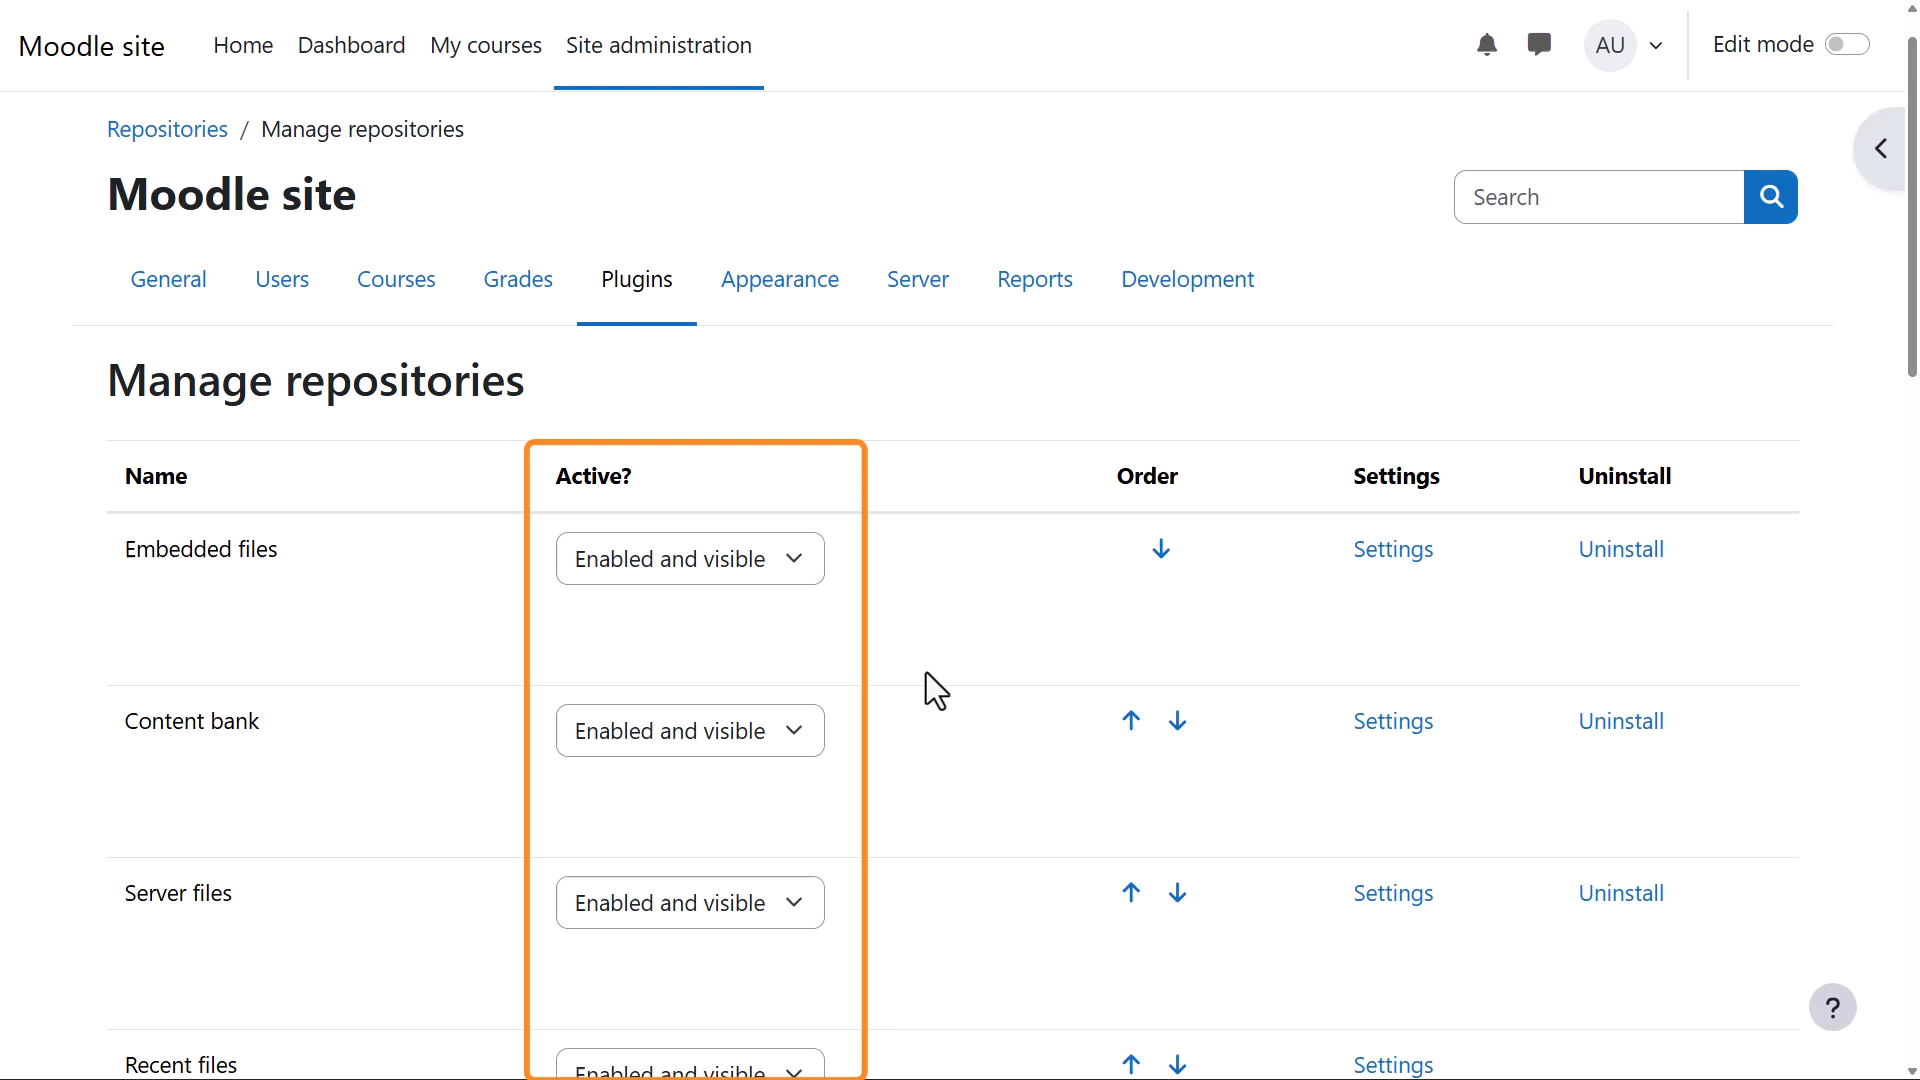 Moodle site Home Dashboard My courses Site administration AU Edit mode
Repositories / Manage repositories
Moodle site
Search
General Users Courses Grades Plugins Appearance Server Reports Development
Manage repositories
Name Active? Order Settings Uninstall
Embedded files Enabled and visible Settings Uninstall
Content bank Enabled and visible Settings Uninstall
Server files Enabled and visible Settings Uninstall
?
Recent files Enabled and visible Settings